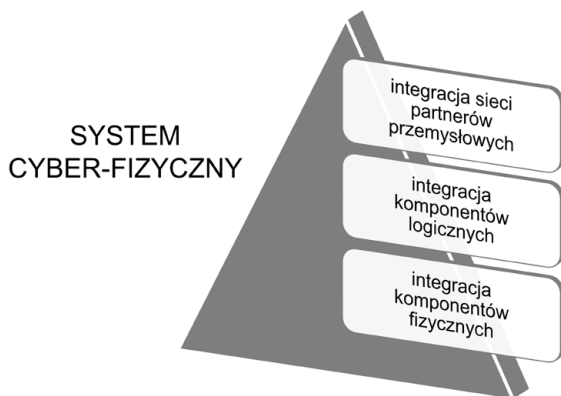 SYSTEM
CYBER-FIZYCZNY
integracja sieci
partnerów
przemysłowych
integracja
komponentów
logicznych
integracja
komponentów
fizycznych